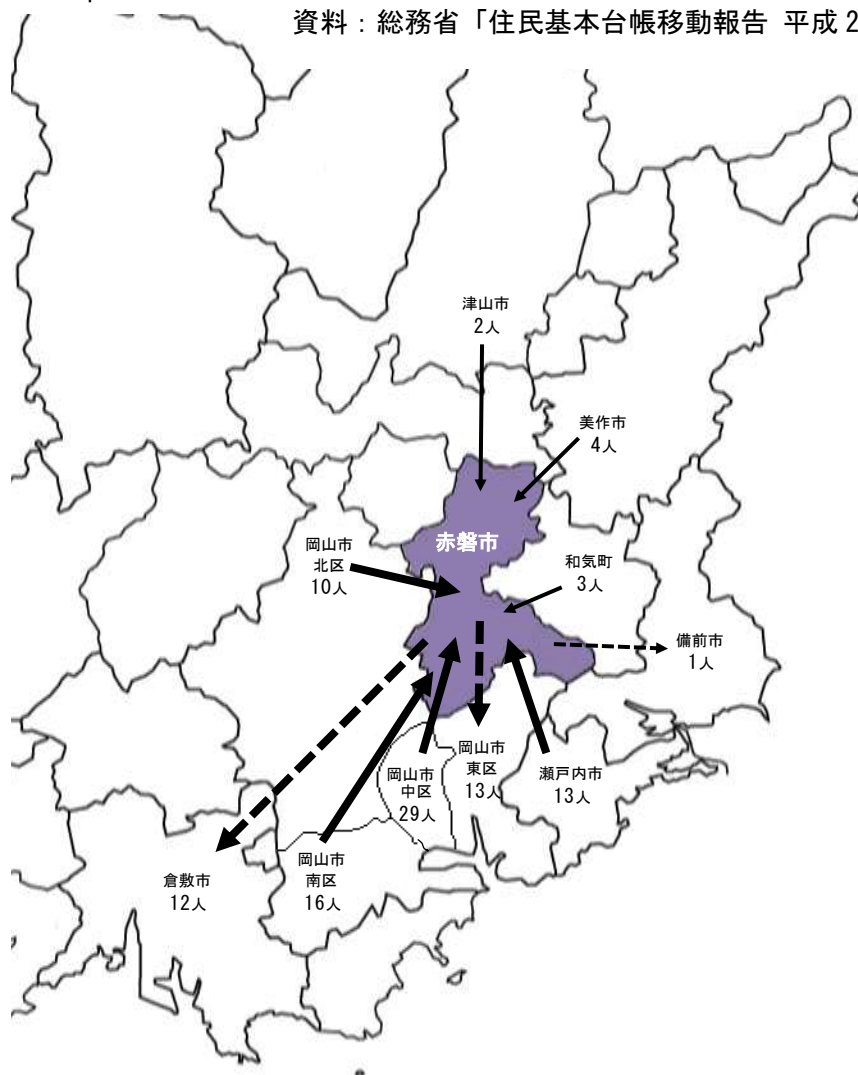 資料：総務省「住民基本台帳移動報告 平成 2
津山市
2人
美作市
4人
赤磐市
岡山市
北区
10人
和気町
3人
備前市
1人
岡山市
東区
13人
岡山市
中区
29人
瀬戸内市
13人
岡山市
南区
16人
倉敷市
12人